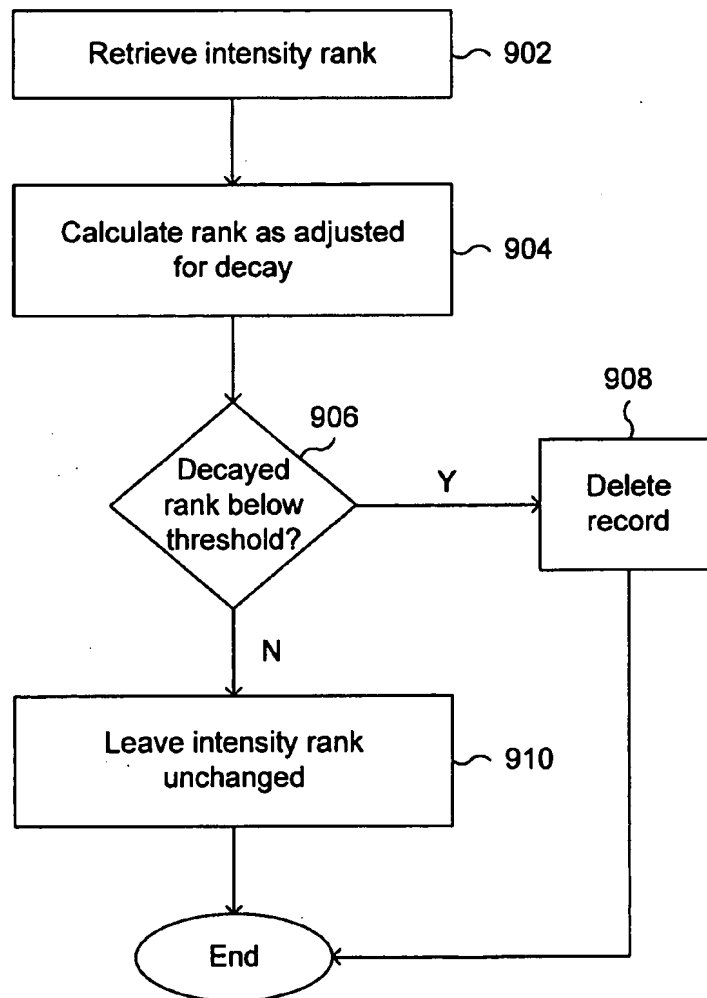 Retrieve intensity rank
902
Calculate rank as adjusted
for decay
904
906
Decayed
rank below
threshold?
Y
908
Delete
record
N
Leave intensity rank
unchanged
910
End